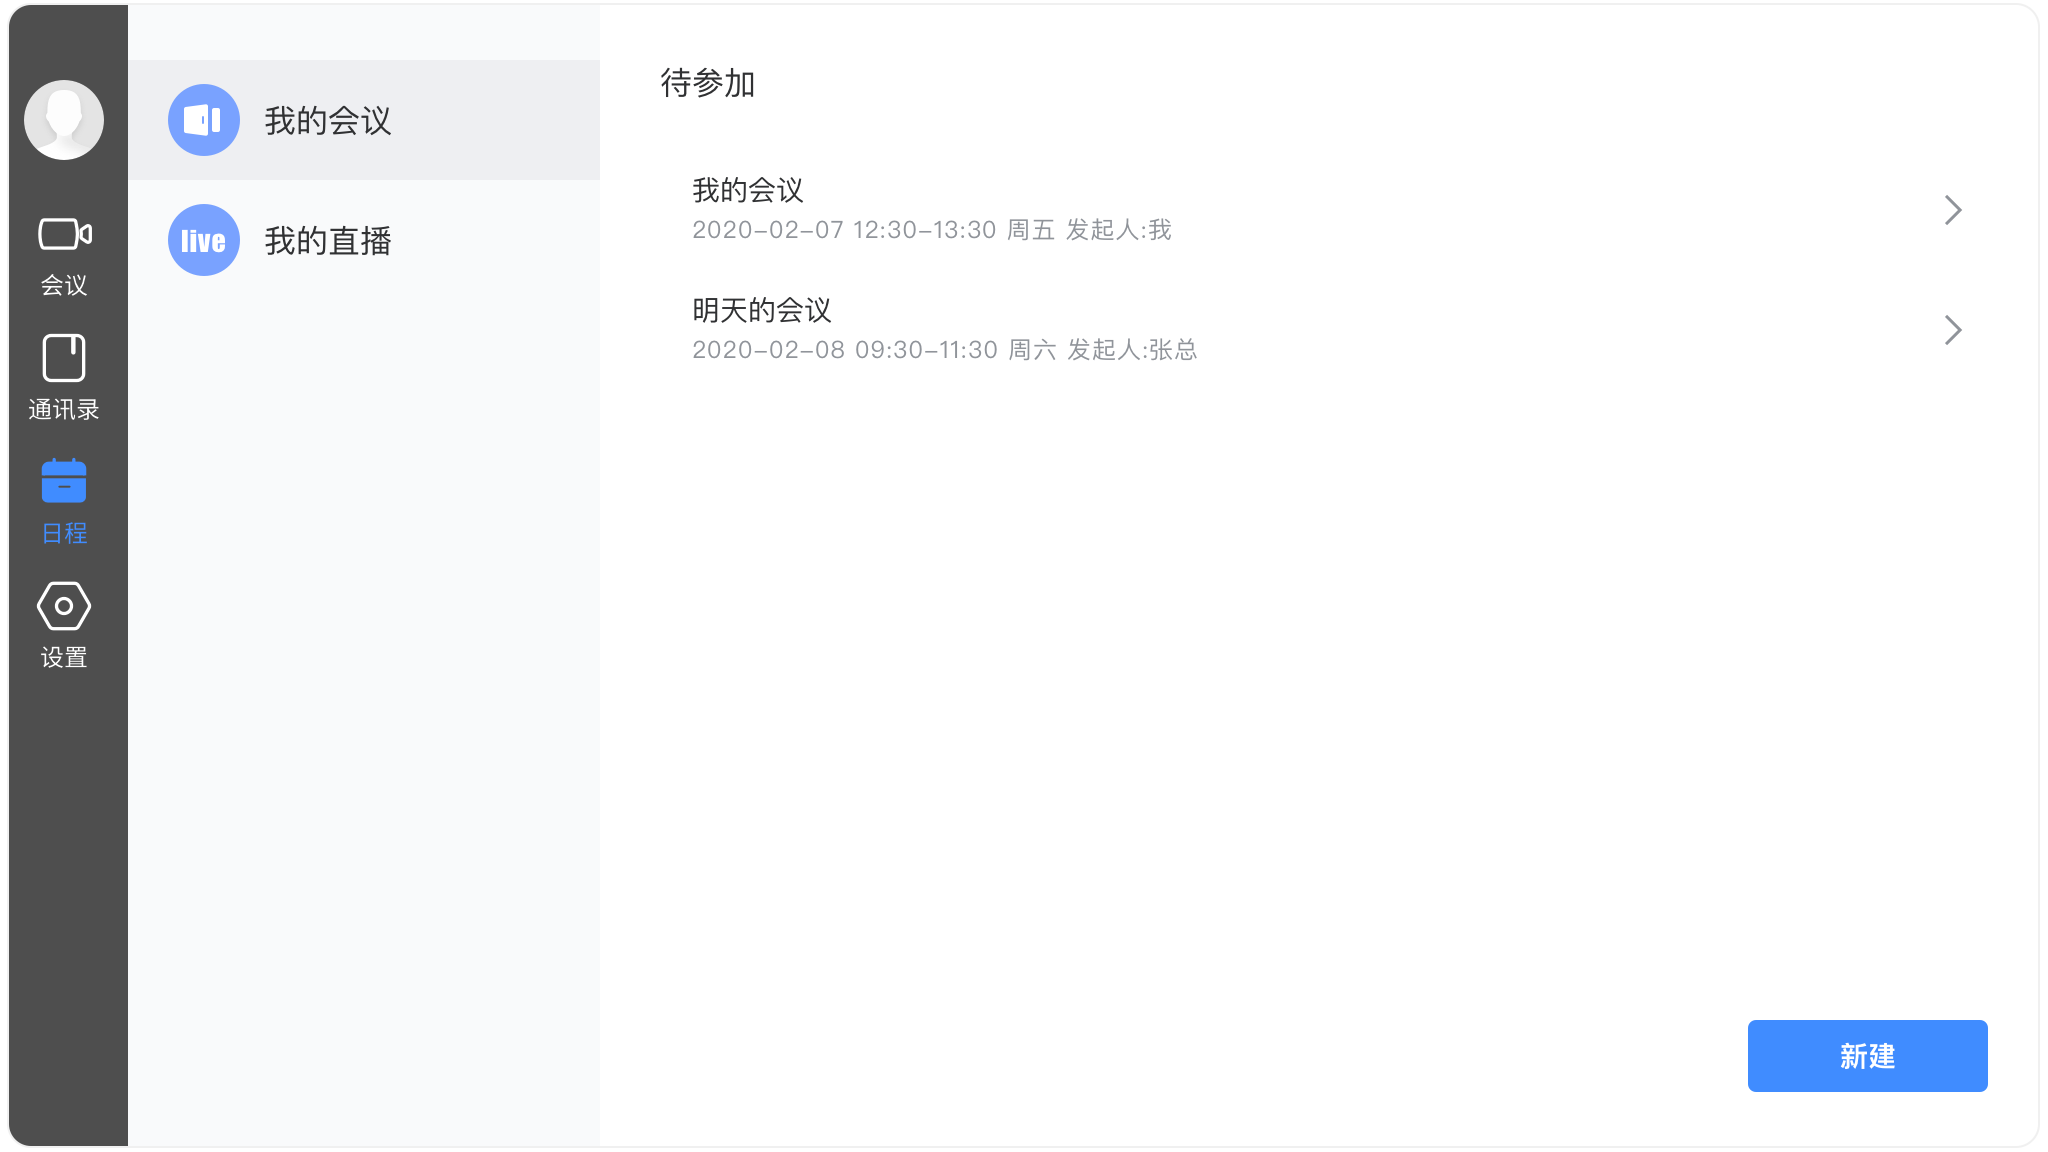 会议
通讯录
日程
设置
我的会议
live
我的直播
待参加
我的会议
2020-02-07 12:30-13:30 周五 发起人:我
明天的会议
2020-02-08 09:30-11:30 周六 发起人:张总
新建